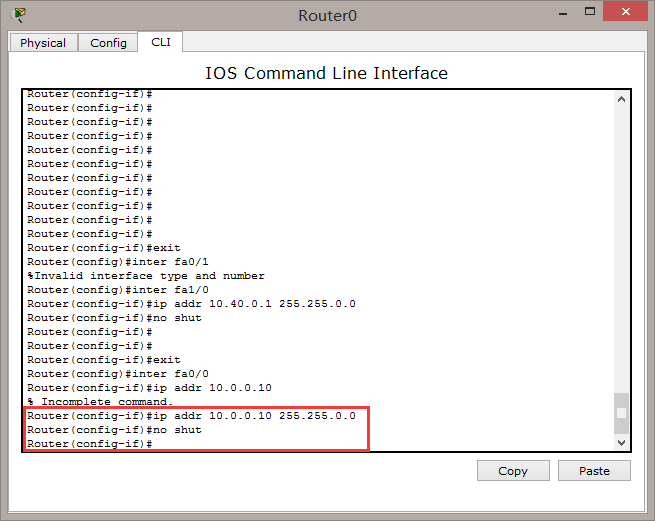 Router0
Physical
Config
CLI
IOS Command Line Interface
Router(config-if)#
Router(config-if)#
Router(config-if)#
Router(config-if)#
Router(config-if)#
Router(config-if)#
Router(config-if)#
Router(config-if)#
Router(config-if)#
Router(config-if)#
Router(config-if)#
Router(config-if)#exit
Router(config)#inter fa0/1
%Invalid interface type and number
Router(config-if)#inter fa1/0
Router(config-if)#ip addr 10.40.0.1 255.255.0.0
Router(config-if)#no shut
Router(config-if)#
Router(config-if)#
Router(config-if)#exit
Router(config)#inter fa0/0
Router(config-if)#ip addr 10.0.0.10
% Incomplete command.
Router(config-if)#ip addr 10.0.0.10 255.255.0.0
Router(config-if)#no shut
Router(config-if)#
Copy
Paste